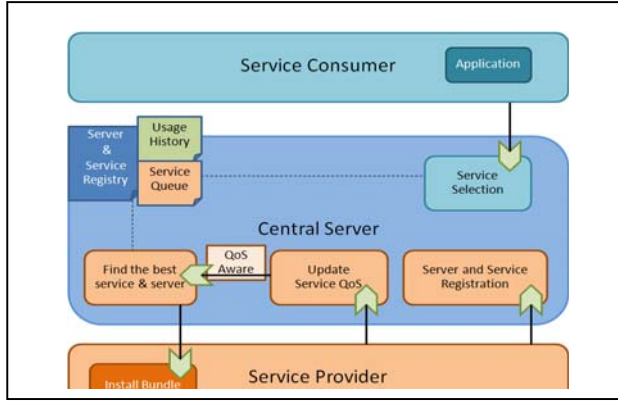 Service Consumer
Application
Server
&
Service
Registry
Usage
History
Service
Queue
Service
Selection
Central Server
Find the best
service & server
QoS
Aware
Update
Service QoS
Server and Service
Registration
Service Provider
Install Bundle